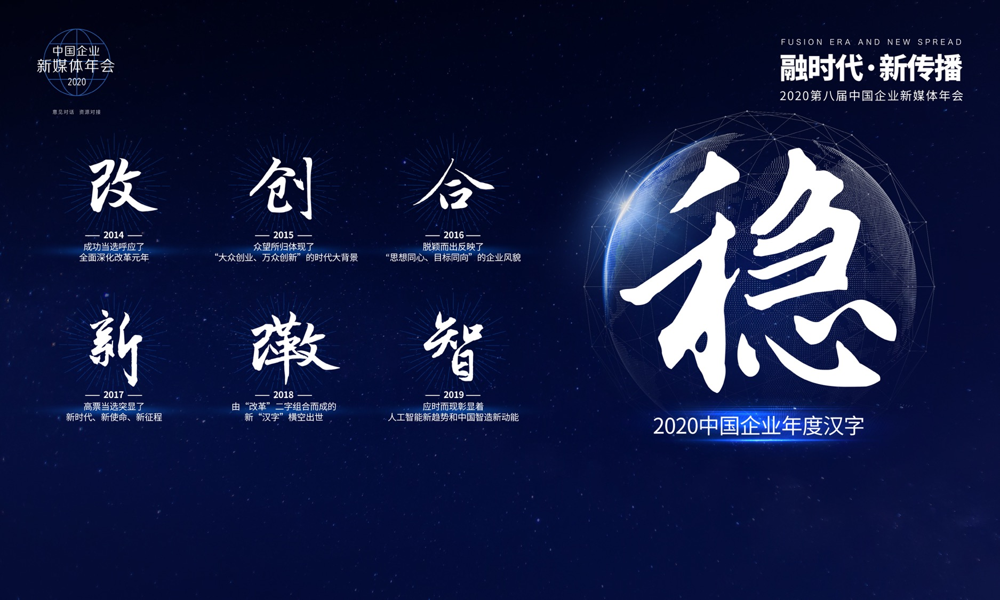 中国企业
新媒体年会
2020
意见对话 资源对接
FUSION ERA AND NEW SPREAD
融时代·新传播
2020第八届中国企业新媒体年会
改
2014
成功当选呼应了
全面深化改革元年
创
2015
众望所归体现了
“大众创业、万众创新”的时代大背景
合
2016
脱颖而出反映了
“思想同心、目标同向”的企业风貌
新
2017
高票当选突显了
新时代、新使命、新征程
2018
由“改革”二字组合而成的
新“汉字”横空出世
智
2019
应时而现彰显着
人工智能新趋势和中国智造新动能
稳
2020中国企业年度汉字